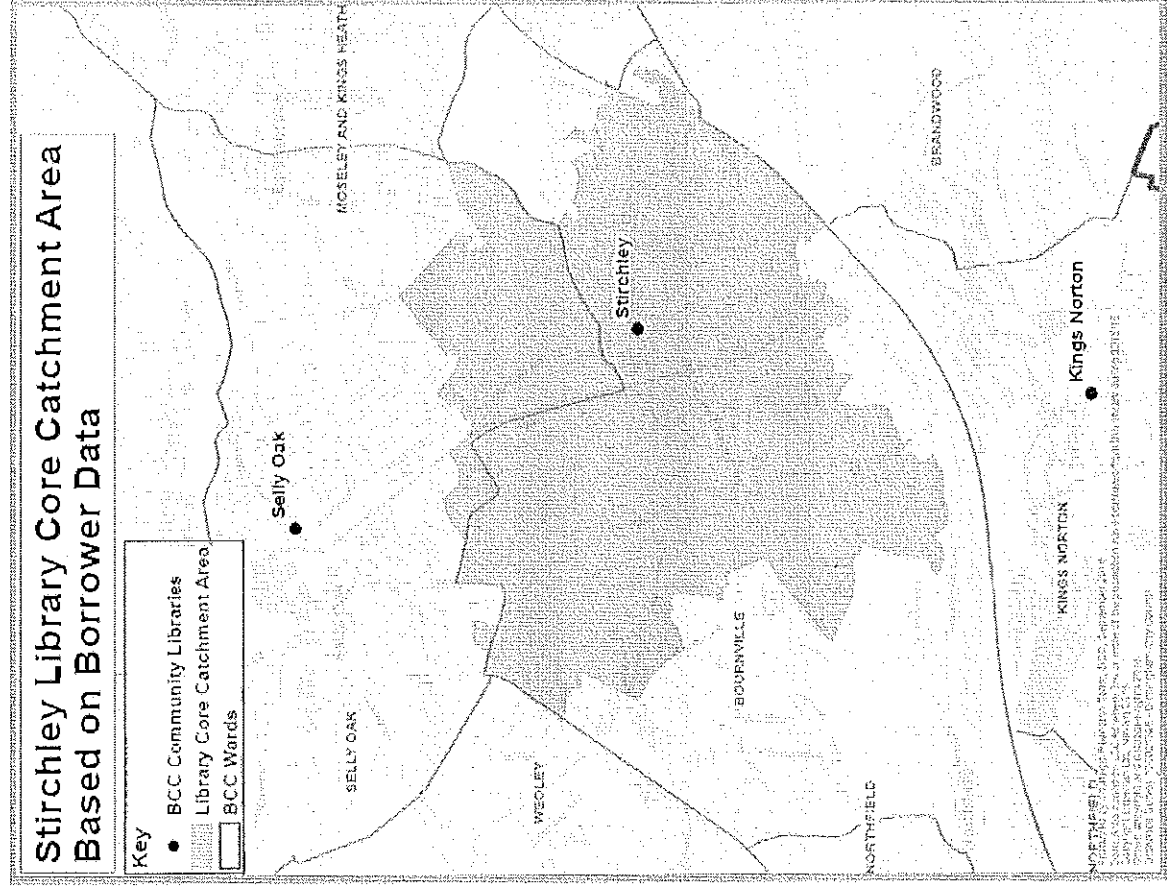 Stirchley Library Core Catchment Area
Based on Borrower Data
Key
BCC Community Libraries
Library Core Catchment Area
BCC Wards
Selly Oak
MOSELEY AND KINGS HEATH
SELLY OAK
Stirchley
WEOLEY
BOURNVILLE
BRANDWOOD
NORTHFIELD
KINGS NORTON
Kings Norton
NORTHFIELD